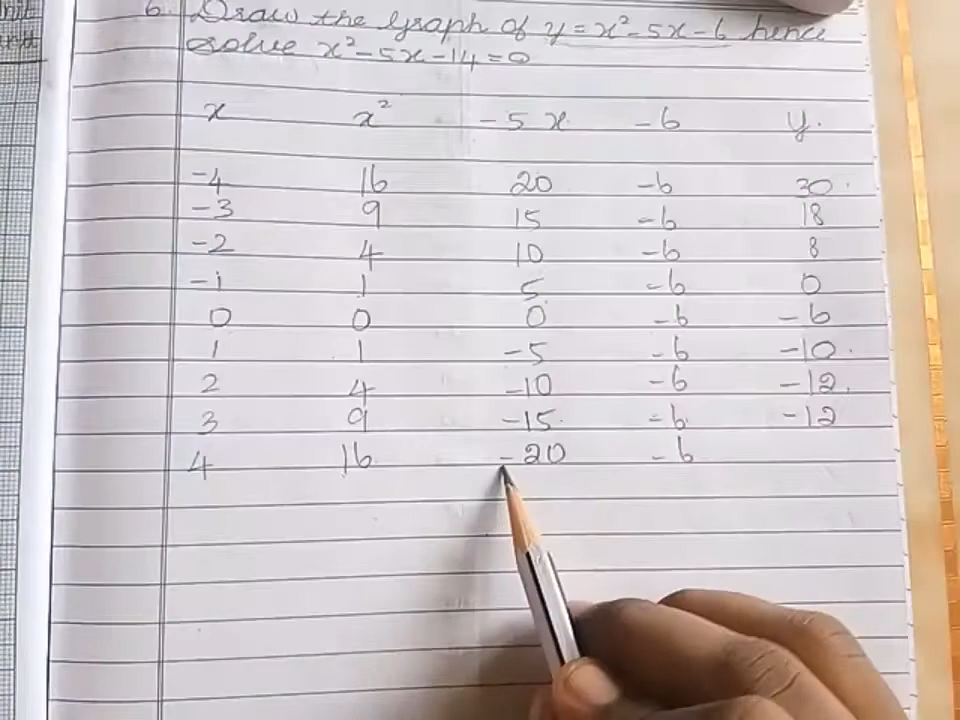 6. Draw the graph of y = x² - 5x - 6 hence
solve x² - 5x - 14 = 0
x x² -5x -6 y.
-4 16 20 -6 30.
-3 9 15 -6 18
-2 4 10 -6 8
-1 1 5 -6 0
0 0 0 -6 -6
1 1 -5 -6 -10.
2 4 -10 -6 -12.
3 9 -15. -6. -12
4 16 -20 -6